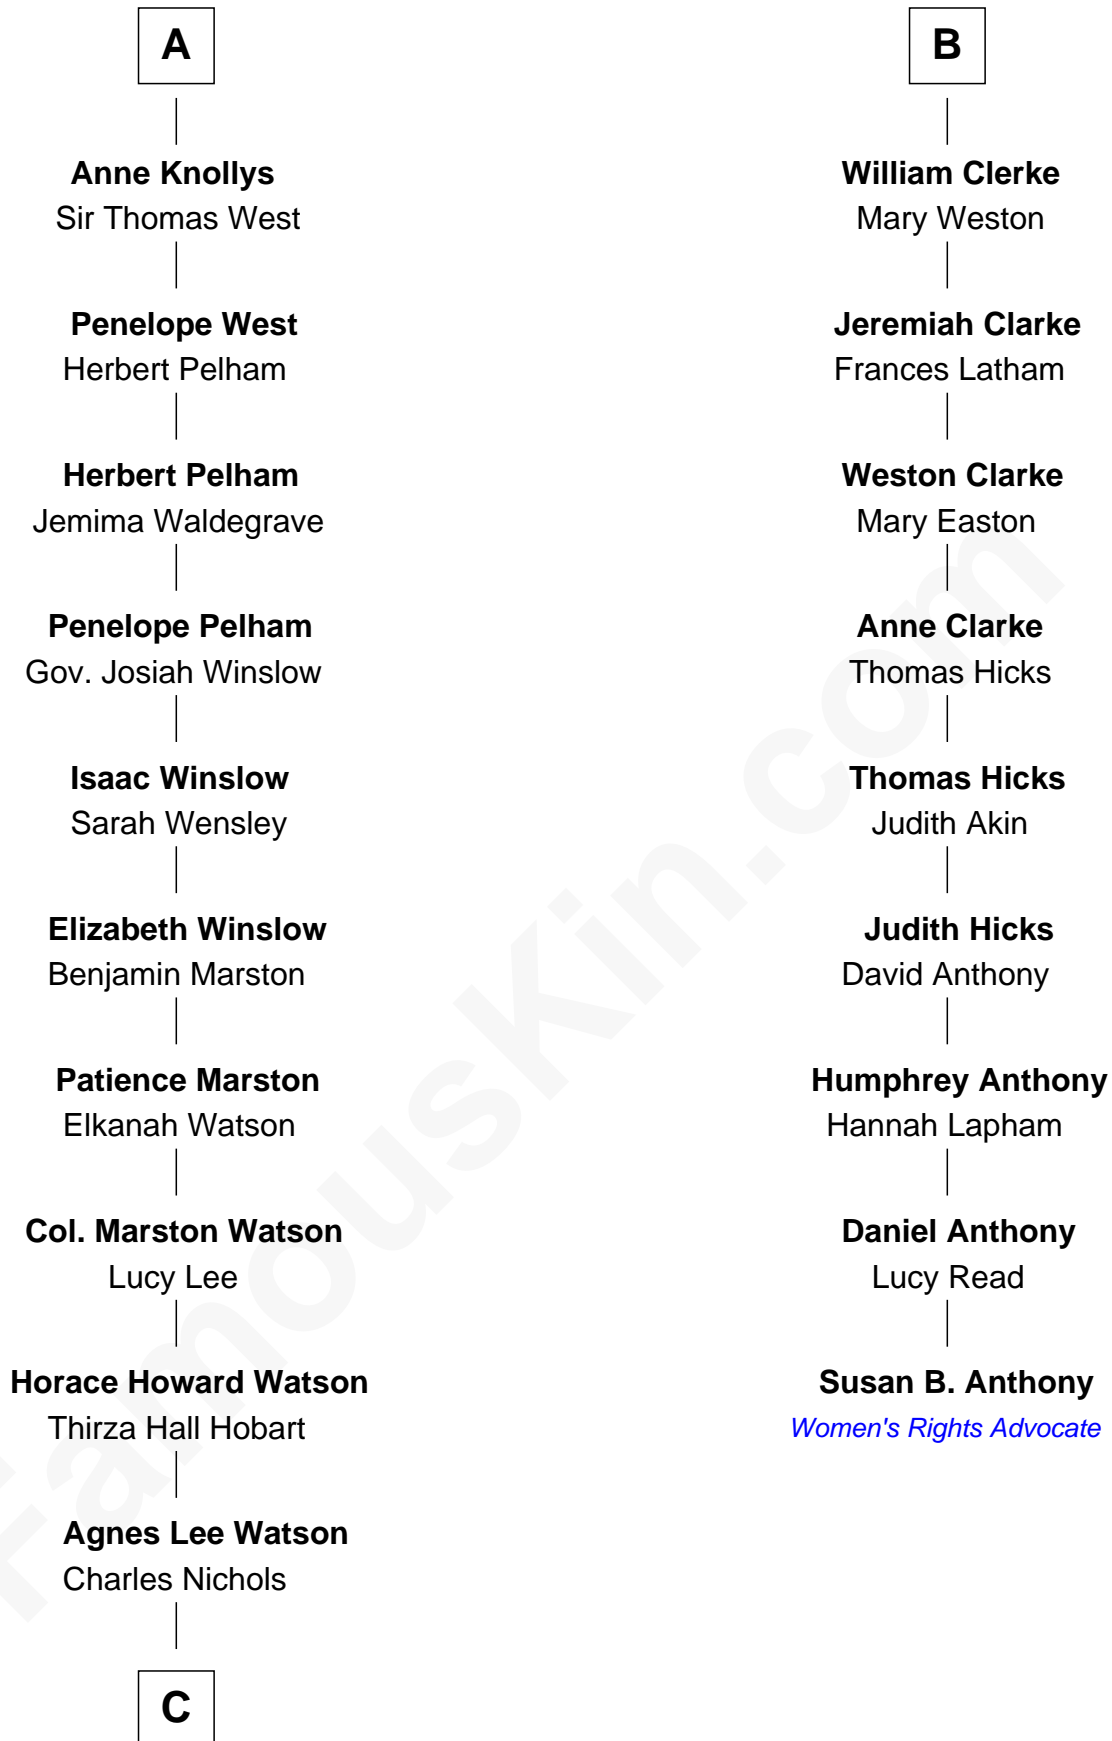 A
Anne Knollys
Sir Thomas West
Penelope West
Herbert Pelham
Herbert Pelham
Jemima Waldegrave
Penelope Pelham
Gov. Josiah Winslow
Isaac Winslow
Sarah Wensley
Elizabeth Winslow
Benjamin Marston
Patience Marston
Elkanah Watson
Col. Marston Watson
Lucy Lee
Horace Howard Watson
Thirza Hall Hobart
Agnes Lee Watson
Charles Nichols
C
B
William Clerke
Mary Weston
Jeremiah Clarke
Frances Latham
Weston Clarke
Mary Easton
Anne Clarke
Thomas Hicks
Thomas Hicks
Judith Akin
Judith Hicks
David Anthony
Humphrey Anthony
Hannah Lapham
Daniel Anthony
Lucy Read
Susan B. Anthony
Women's Rights Advocate
FamousKin.com